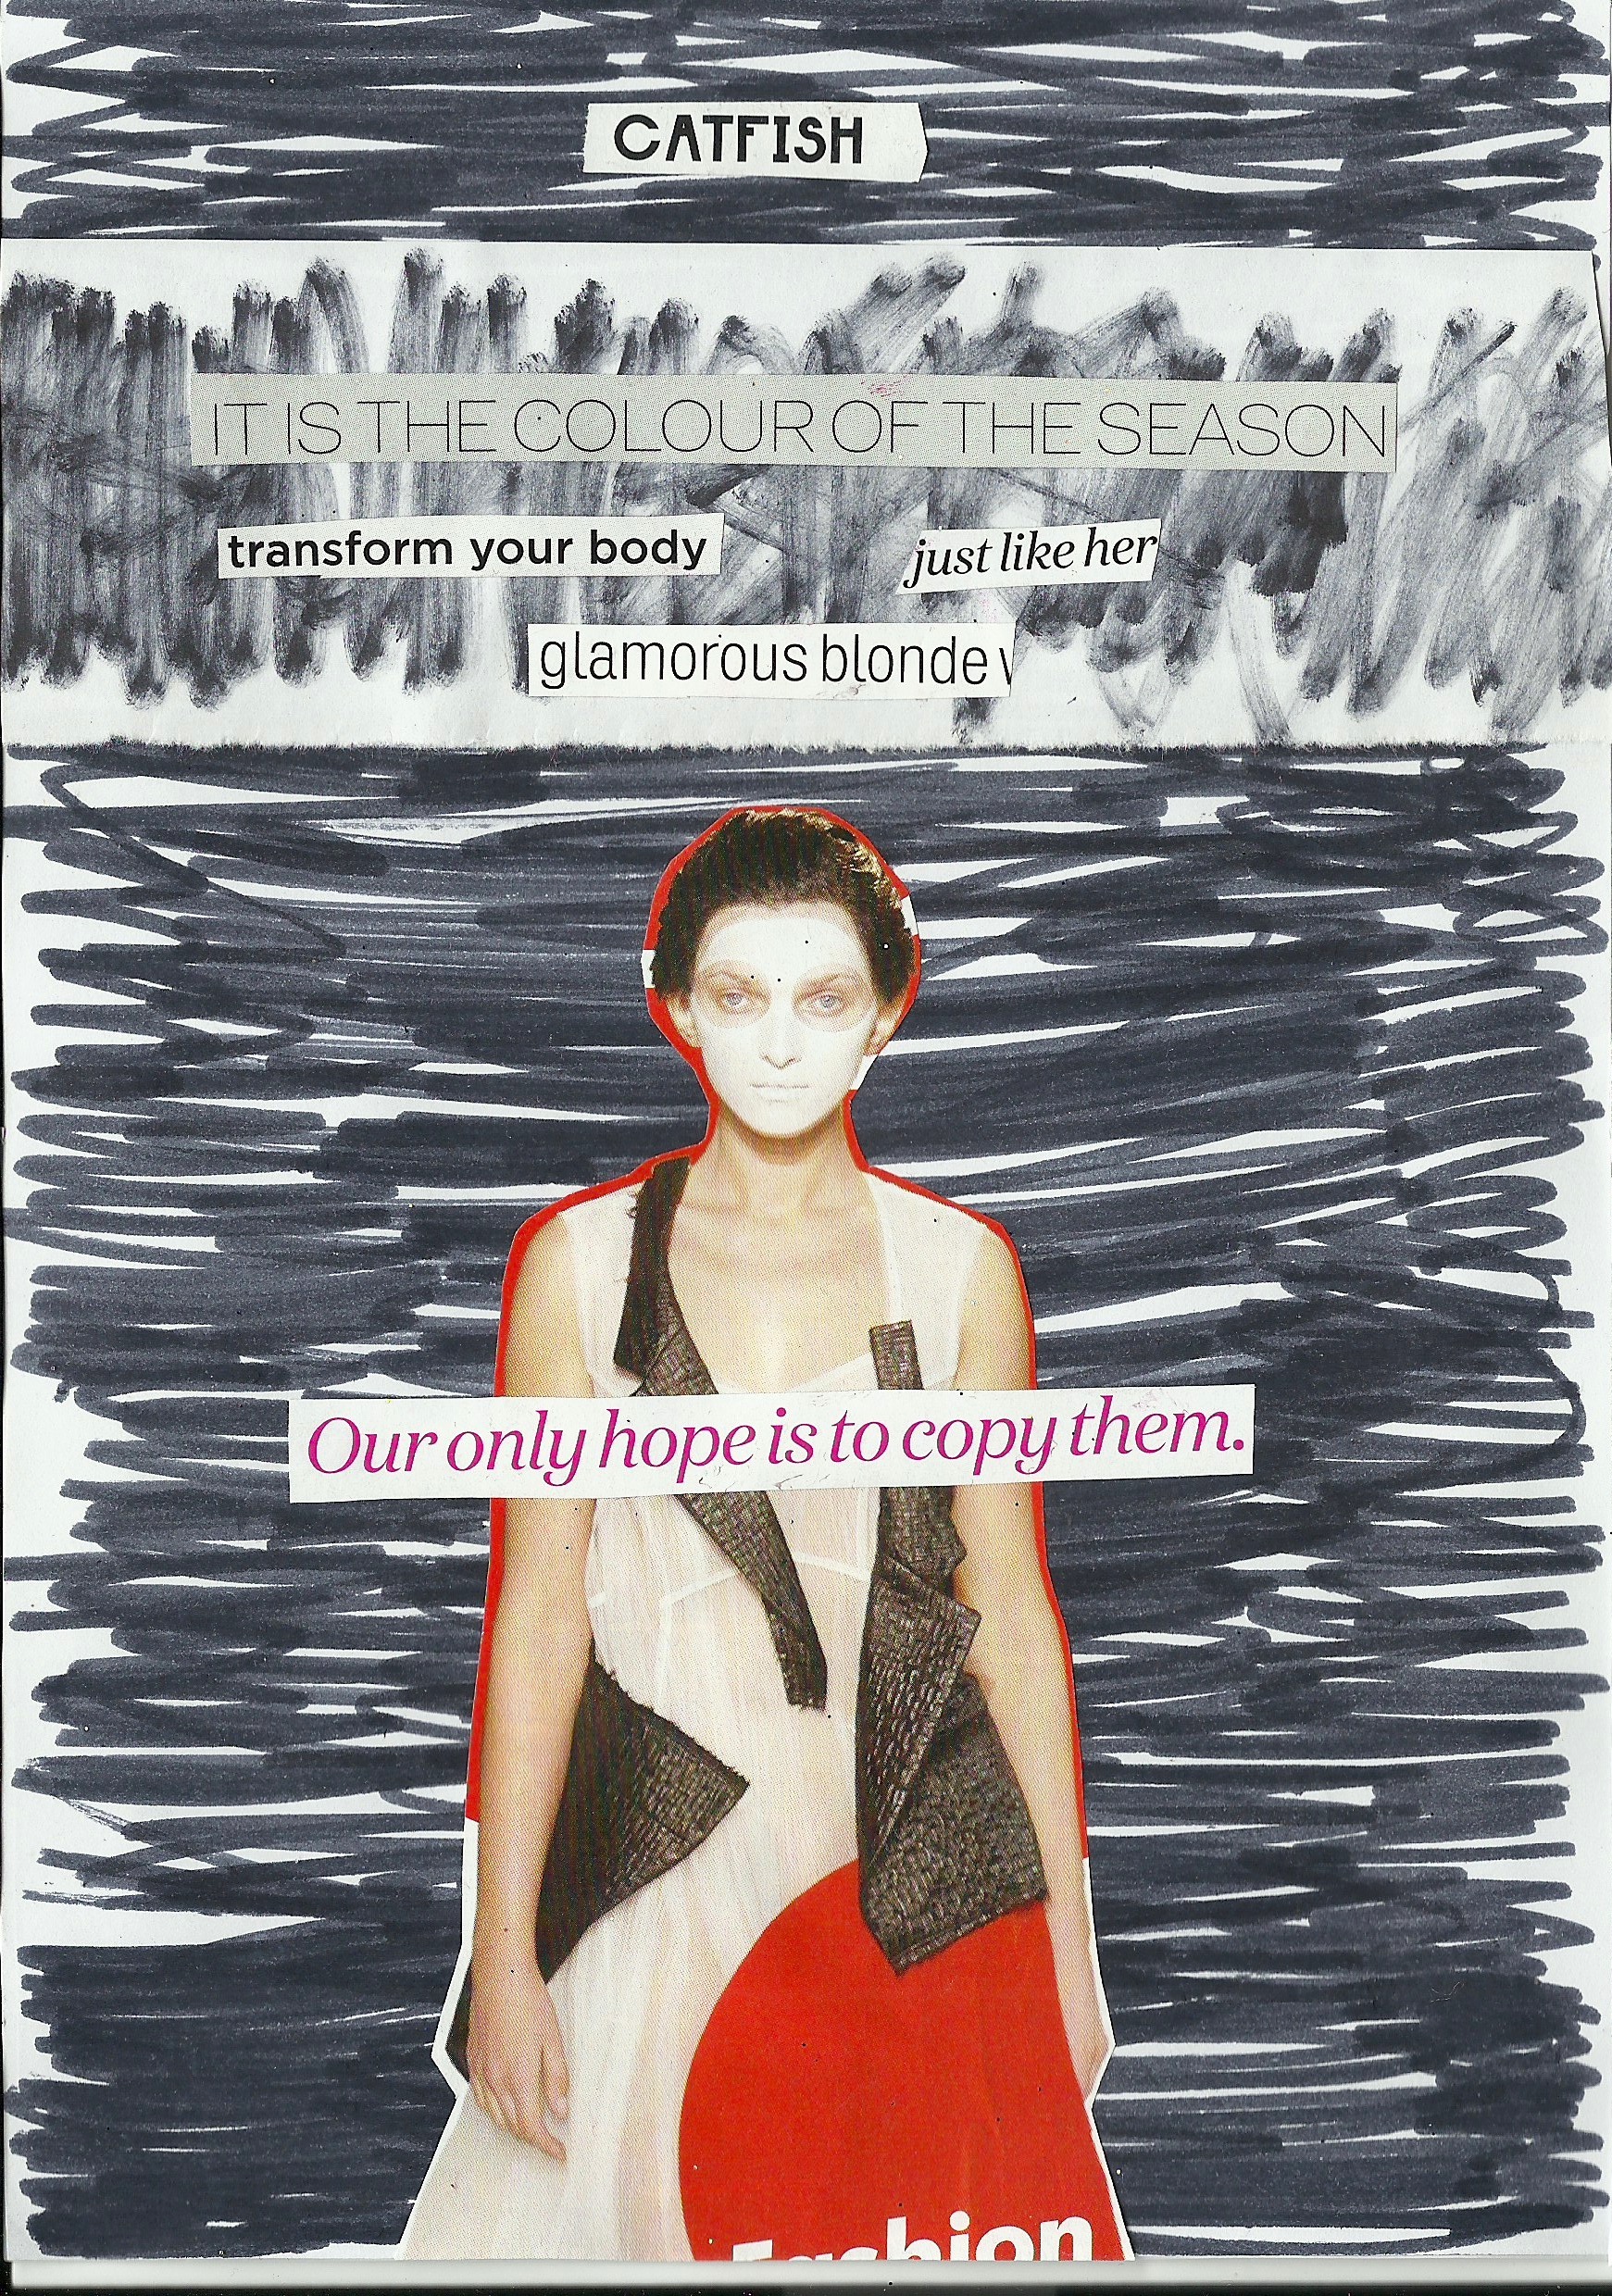 CATFISH
IT IS THE COLOUR OF THE SEASON
transform your body just like her
glamorous blonde
Our only hope is to copy them.
Fashion